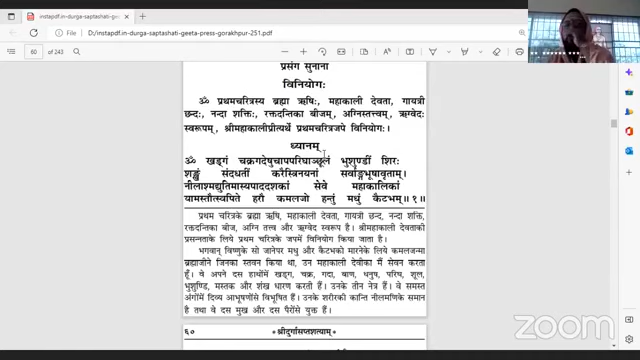 instapdf.in-durga-saptashati-g
File
D:/instapdf.in-durga-saptashati-geeta-press-gorakhpur-251.pdf
60 of 243
प्रसंग सुनाना
विनियोगः
ॐ प्रथमचरित्रस्य ब्रह्मा ऋषिः, महाकाली देवता, गायत्री
छन्दः, नन्दा शक्तिः, रक्तदन्तिका बीजम्, अग्निस्तत्त्वम्, ऋग्वेदः
स्वरूपम्, श्रीमहाकालीप्रीत्यर्थे प्रथमचरित्रजपे विनियोगः।
ध्यानम्
ॐ खड्गं चक्रगदेषुचापपरिघाञ्छूलं भुशुण्डीं शिरः
शङ्खं संदधतीं करैस्त्रिनयनां सर्वाङ्गभूषावृताम्।
नीलाश्मद्युतिमास्यपाददशकां सेवे महाकालिकां
यामस्तौत्स्वपिते हरौ कमलजो हन्तुं मधुं कैटभम्॥ १॥
प्रथम चरित्रके ब्रह्मा ऋषि, महाकाली देवता, गायत्री छन्द, नन्दा शक्ति,
रक्तदन्तिका बीज, अग्नि तत्त्व और ऋग्वेद स्वरूप है। श्रीमहाकाली देवताकी
प्रसन्नताके लिये प्रथम चरित्रके जपमें विनियोग किया जाता है।
भगवान् विष्णुके सो जानेपर मधु और कैटभको मारनेके लिये कमलजन्मा
ब्रह्माजीने जिनका स्तवन किया था, उन महाकाली देवीका मैं सेवन करता
हूँ। वे अपने दस हाथोंमें खड्ग, चक्र, गदा, बाण, धनुष, परिघ, शूल,
भुशुण्डि, मस्तक और शंख धारण करती हैं। उनके तीन नेत्र हैं। वे समस्त
अंगोंमें दिव्य आभूषणोंसे विभूषित हैं। उनके शरीरकी कान्ति नीलमणिके समान
है तथा वे दस मुख और दस पैरोंसे युक्त हैं।
६०
* श्रीदुर्गासप्तशत्याम् *
zoom